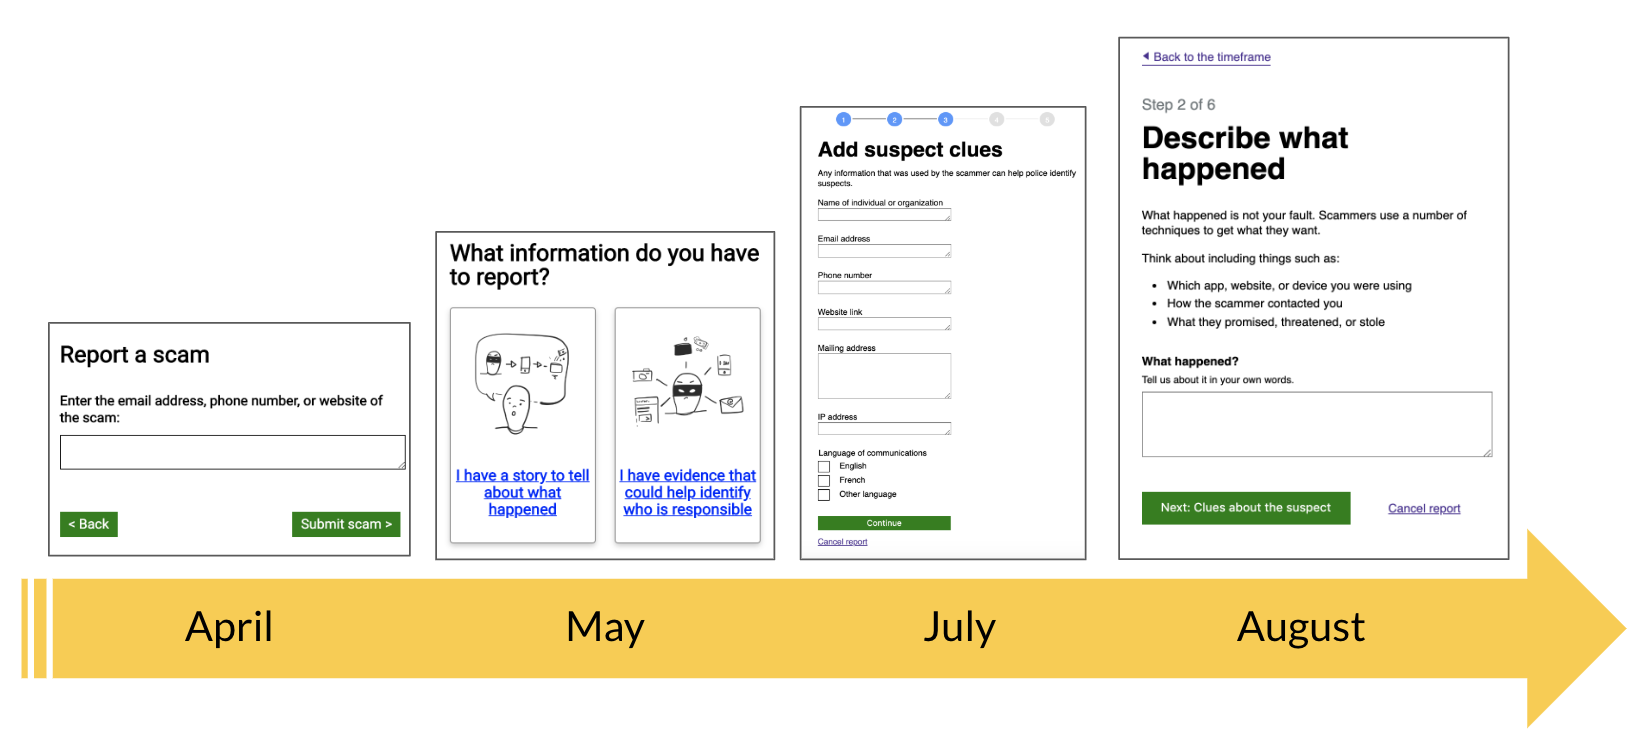 Report a scam
Enter the email address, phone number, or website of
the scam:
< Back
Submit scam >
What information do you have
to report?
I have a story to tell
about what
happened
I have evidence that
could help identify
who is responsible
1
2
3
4
5
Add suspect clues
Any information that was used by the scammer can help police identify
suspects.
Name of individual or organization
Email address
Phone number
Website link
Mailing address
IP address
Language of communications
English
French
Other language
Continue
Cancel report
Back to the timeframe
Step 2 of 6
Describe what
happened
What happened is not your fault. Scammers use a number of
techniques to get what they want.
Think about including things such as:
• Which app, website, or device you were using
• How the scammer contacted you
• What they promised, threatened, or stole
What happened?
Tell us about it in your own words.
Next: Clues about the suspect
Cancel report
April
May
July
August